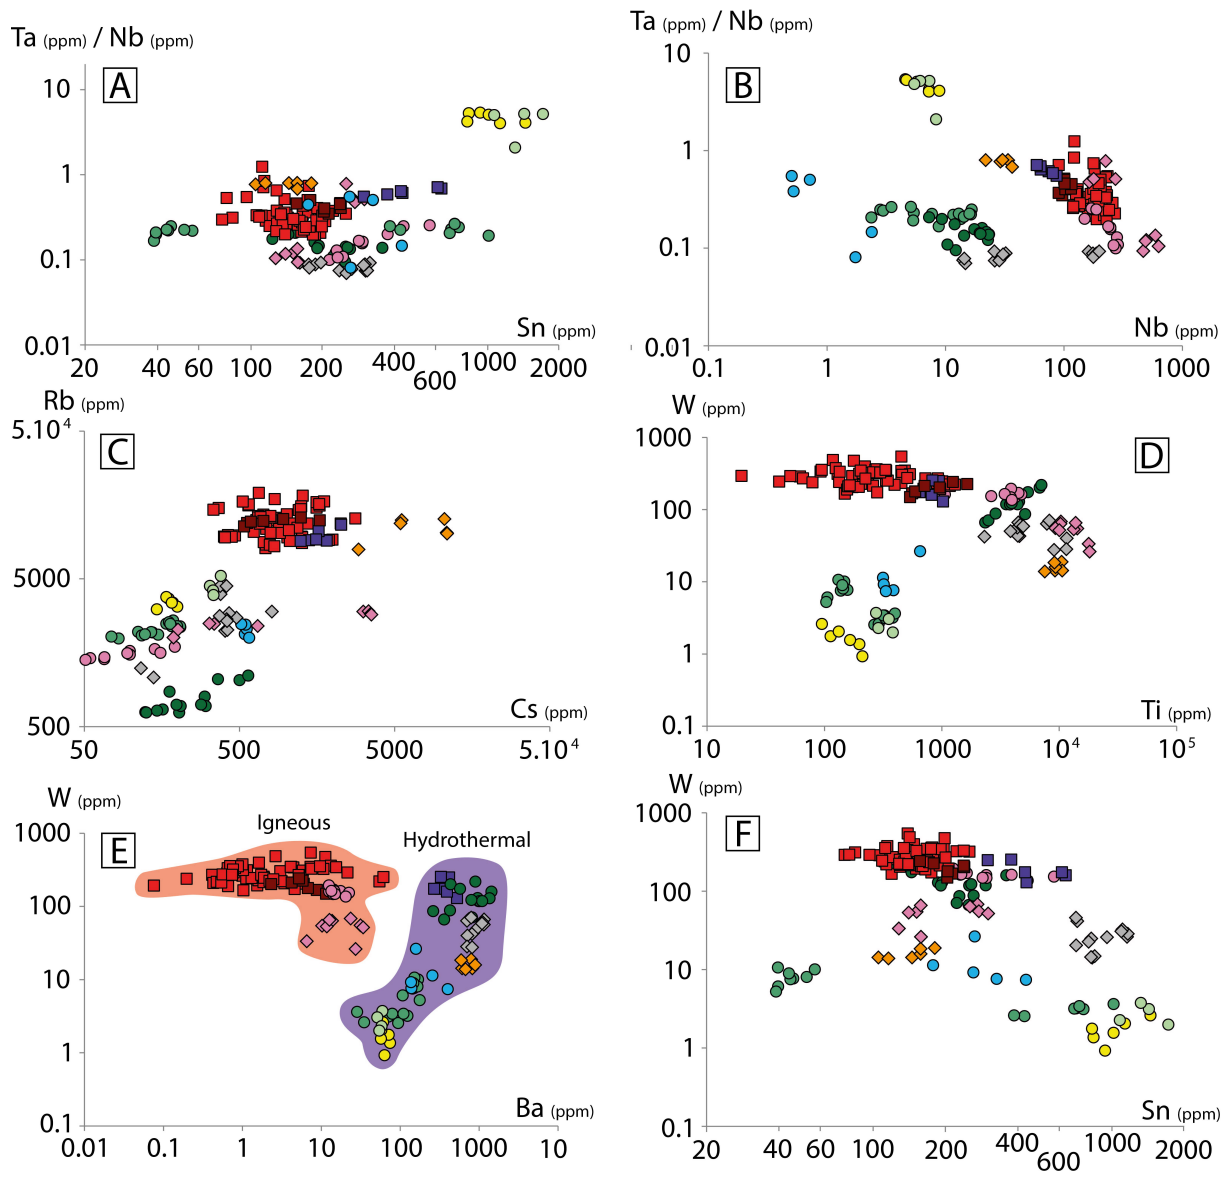 Ta (ppm) / Nb (ppm)
A
10
1
0.1
0.01
Sn (ppm)
20 40 60 100 200 400 600 1000 2000
Ta (ppm) / Nb (ppm)
B
10
1
0.1
0.01
Nb (ppm)
0.1 1 10 100 1000
Rb (ppm)
C
5.10⁴
5000
500
Cs (ppm)
50 500 5000 5.10⁴
W (ppm)
D
1000
100
10
1
0.1
Ti (ppm)
10 100 1000 10⁴ 10⁵
W (ppm)
E
Igneous
Hydrothermal
1000
100
10
1
0.1
Ba (ppm)
0.01 0.1 1 10 100 1000 10
W (ppm)
F
1000
100
10
1
0.1
Sn (ppm)
20 40 60 100 200 400 600 1000 2000